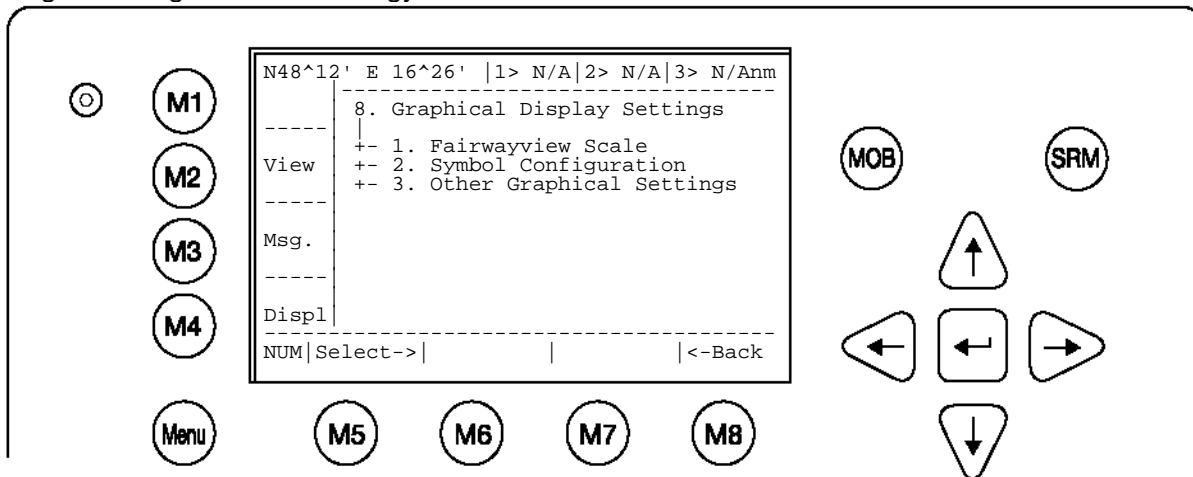 N48^12' E 16^26' |1> N/A|2> N/A|3> N/Anm
8. Graphical Display Settings
+- 1. Fairwayview Scale
View
+- 2. Symbol Configuration
+- 3. Other Graphical Settings
Msg.
Displ
NUM|Select->| | |<-Back
M1
M2
M3
M4
Menu
M5
M6
M7
M8
MOB
SRM